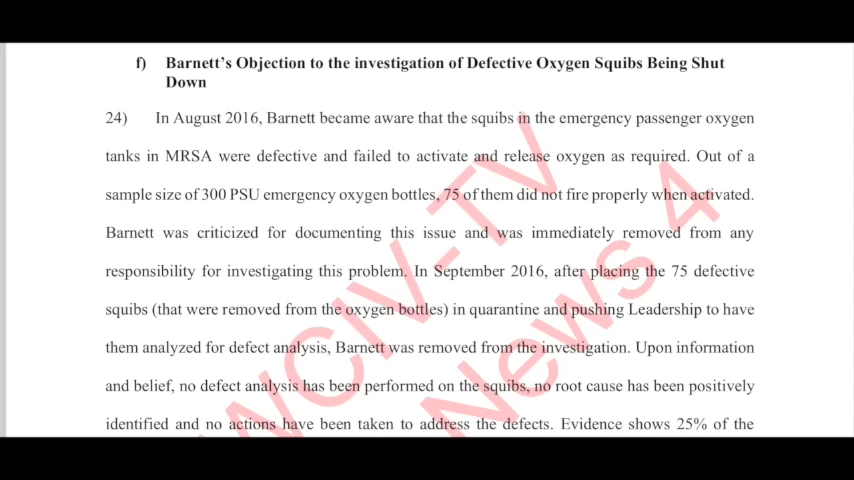 f) Barnett's Objection to the investigation of Defective Oxygen Squibs Being Shut
Down
24) In August 2016, Barnett became aware that the squibs in the emergency passenger oxygen
tanks in MRSA were defective and failed to activate and release oxygen as required. Out of a
sample size of 300 PSU emergency oxygen bottles, 75 of them did not fire properly when activated.
Barnett was criticized for documenting this issue and was immediately removed from any
responsibility for investigating this problem. In September 2016, after placing the 75 defective
squibs (that were removed from the oxygen bottles) in quarantine and pushing Leadership to have
them analyzed for defect analysis, Barnett was removed from the investigation. Upon information
and belief, no defect analysis has been performed on the squibs, no root cause has been positively
identified and no actions have been taken to address the defects. Evidence shows 25% of the
WCIV-TV
News 4